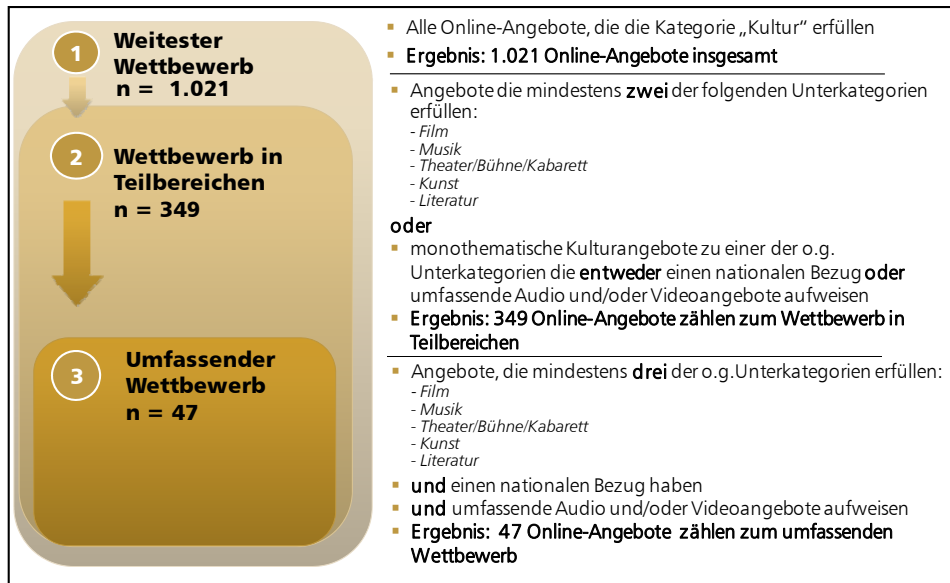 1
Weitester
Wettbewerb
n = 1.021
2
Wettbewerb in
Teilbereichen
n = 349
3
Umfassender
Wettbewerb
n = 47
▪ Alle Online-Angebote, die die Kategorie „Kultur“ erfüllen
▪ Ergebnis: 1.021 Online-Angebote insgesamt
▪ Angebote die mindestens zwei der folgenden Unterkategorien
erfüllen:
- Film
- Musik
- Theater/Bühne/Kabarett
- Kunst
- Literatur
oder
▪ monothematische Kulturangebote zu einer der o.g.
Unterkategorien die entweder einen nationalen Bezug oder
umfassende Audio und/oder Videoangebote aufweisen
▪ Ergebnis: 349 Online-Angebote zählen zum Wettbewerb in
Teilbereichen
▪ Angebote, die mindestens drei der o.g.Unterkategorien erfüllen:
- Film
- Musik
- Theater/Bühne/Kabarett
- Kunst
- Literatur
▪ und einen nationalen Bezug haben
▪ und umfassende Audio und/oder Videoangebote aufweisen
▪ Ergebnis: 47 Online-Angebote zählen zum umfassenden
Wettbewerb